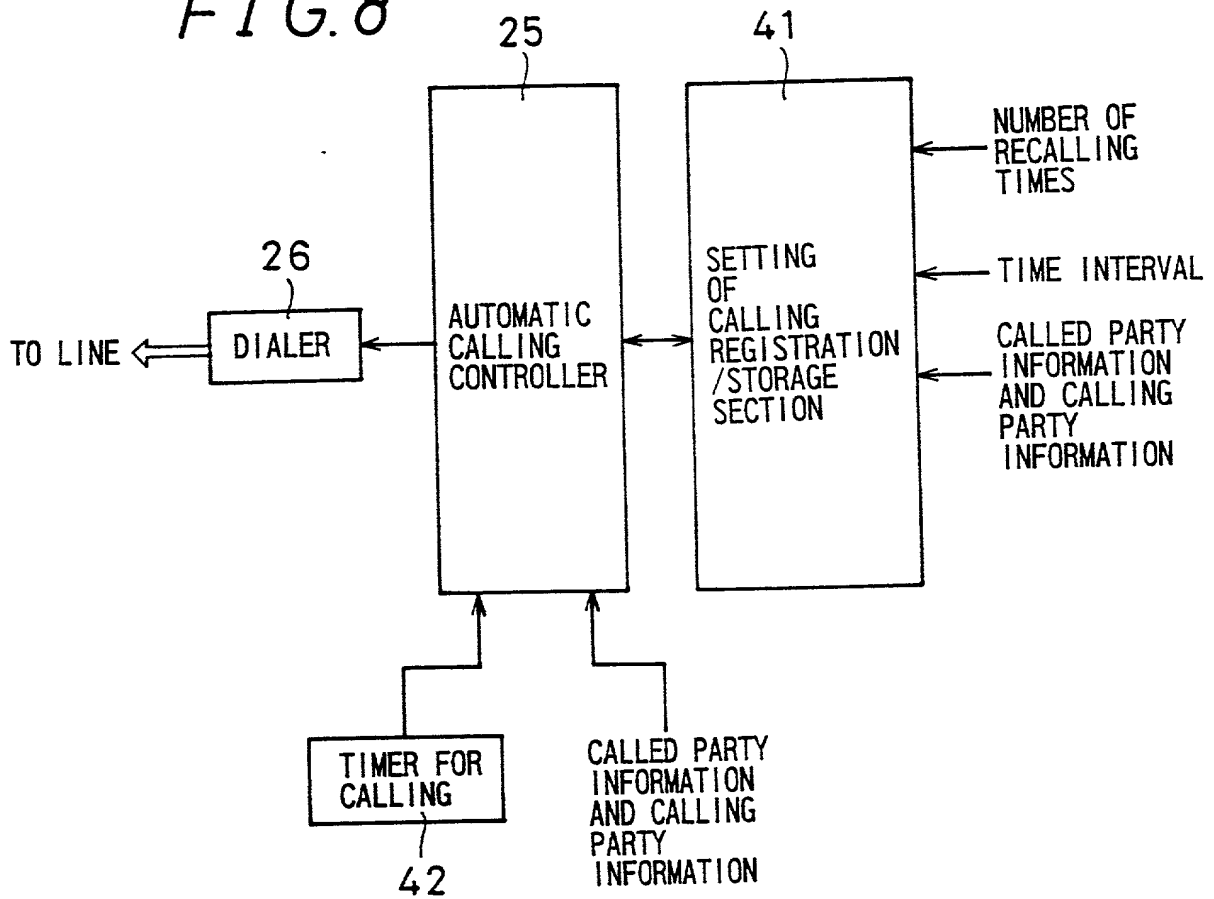 FIG. 8
25
41
NUMBER OF
RECALLING
TIMES
26
SETTING
OF
CALLING
REGISTRATION
/STORAGE
SECTION
TIME INTERVAL
TO LINE
DIALER
AUTOMATIC
CALLING
CONTROLLER
CALLED PARTY
INFORMATION
AND CALLING
PARTY
INFORMATION
TIMER FOR
CALLING
42
CALLED PARTY
INFORMATION
AND CALLING
PARTY
INFORMATION